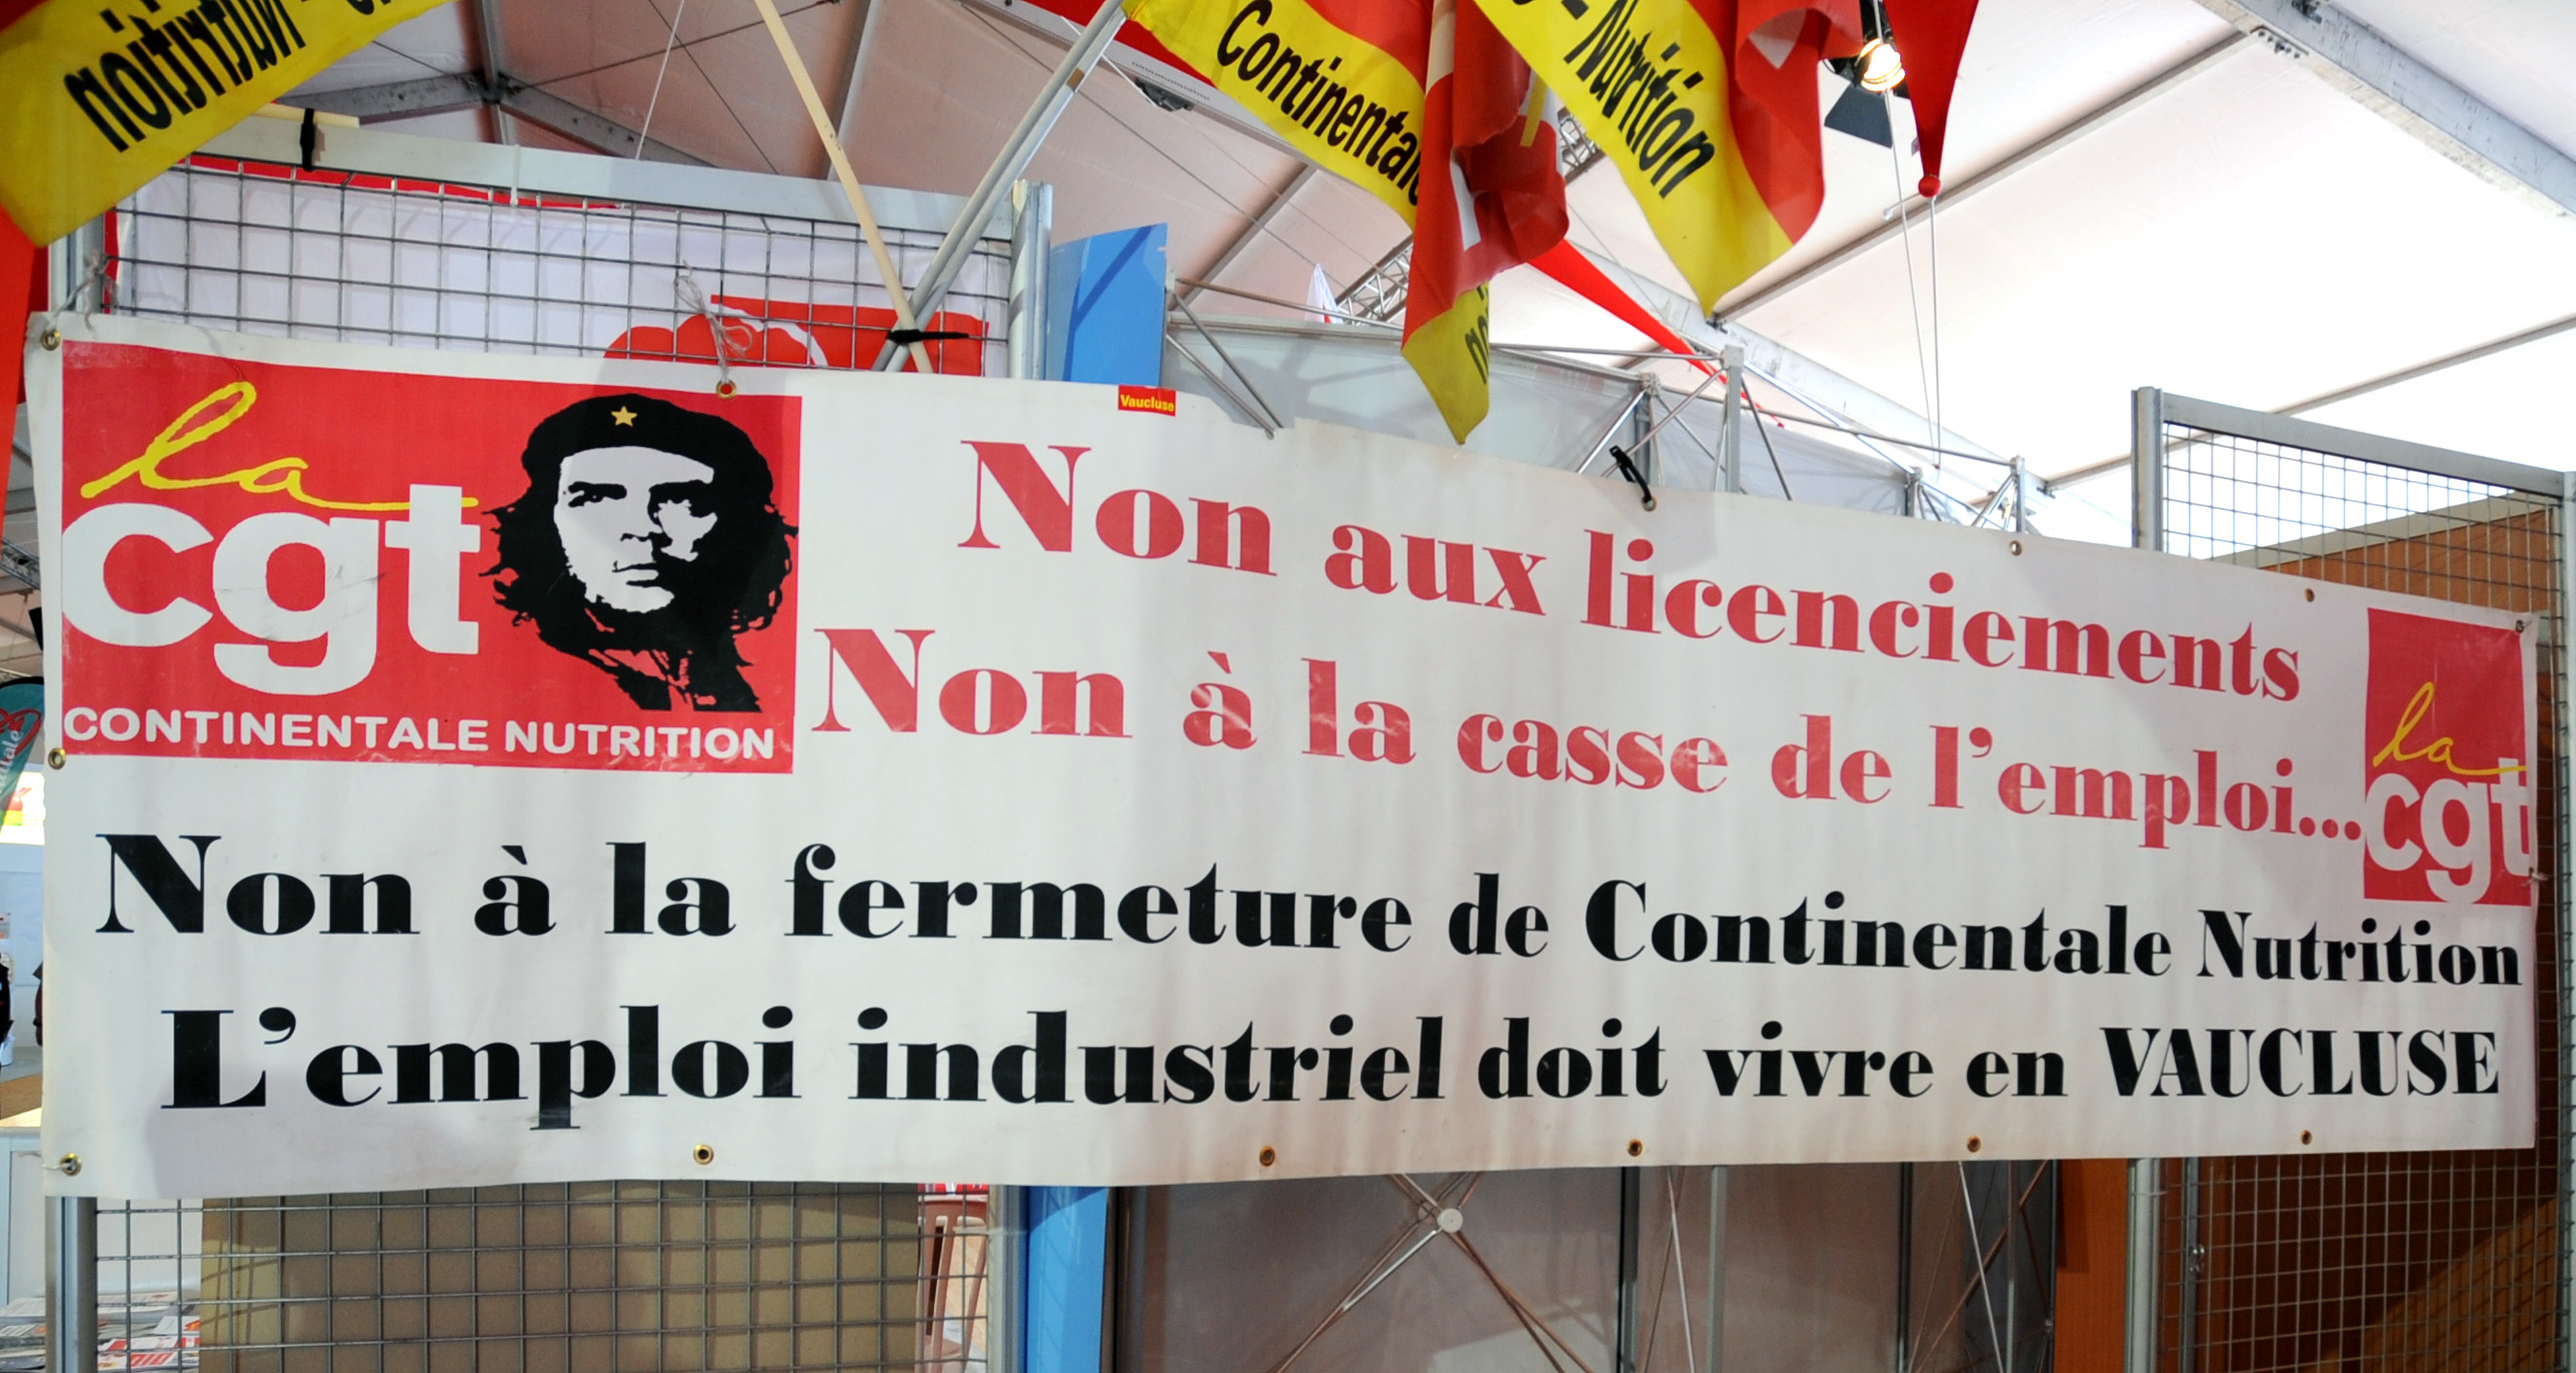 Nutrition -
Continentale
- Nutrition
Vaucluse
la
cgt
CONTINENTALE NUTRITION
Non aux licenciements
Non à la casse de l'emploi...
la
cgt
Non à la fermeture de Continentale Nutrition
L'emploi industriel doit vivre en VAUCLUSE